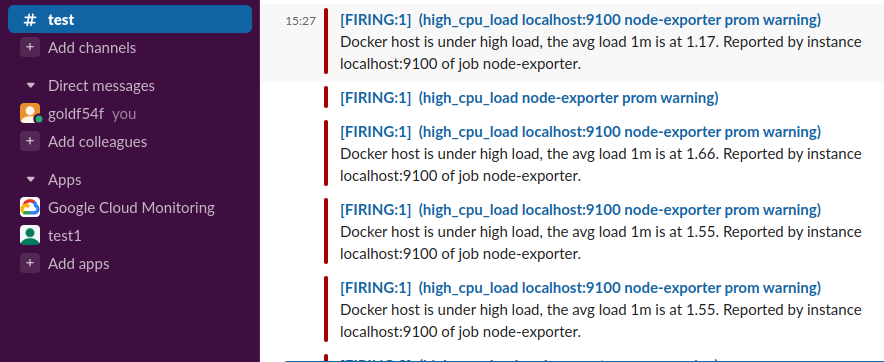 # test
+ Add channels
Direct messages
goldf54f you
+ Add colleagues
Apps
Google Cloud Monitoring
test1
+ Add apps
15:27
[FIRING:1] (high_cpu_load localhost:9100 node-exporter prom warning)
Docker host is under high load, the avg load 1m is at 1.17. Reported by instance
localhost:9100 of job node-exporter.
[FIRING:1] (high_cpu_load node-exporter prom warning)
[FIRING:1] (high_cpu_load localhost:9100 node-exporter prom warning)
Docker host is under high load, the avg load 1m is at 1.66. Reported by instance
localhost:9100 of job node-exporter.
[FIRING:1] (high_cpu_load localhost:9100 node-exporter prom warning)
Docker host is under high load, the avg load 1m is at 1.55. Reported by instance
localhost:9100 of job node-exporter.
[FIRING:1] (high_cpu_load localhost:9100 node-exporter prom warning)
Docker host is under high load, the avg load 1m is at 1.55. Reported by instance
localhost:9100 of job node-exporter.